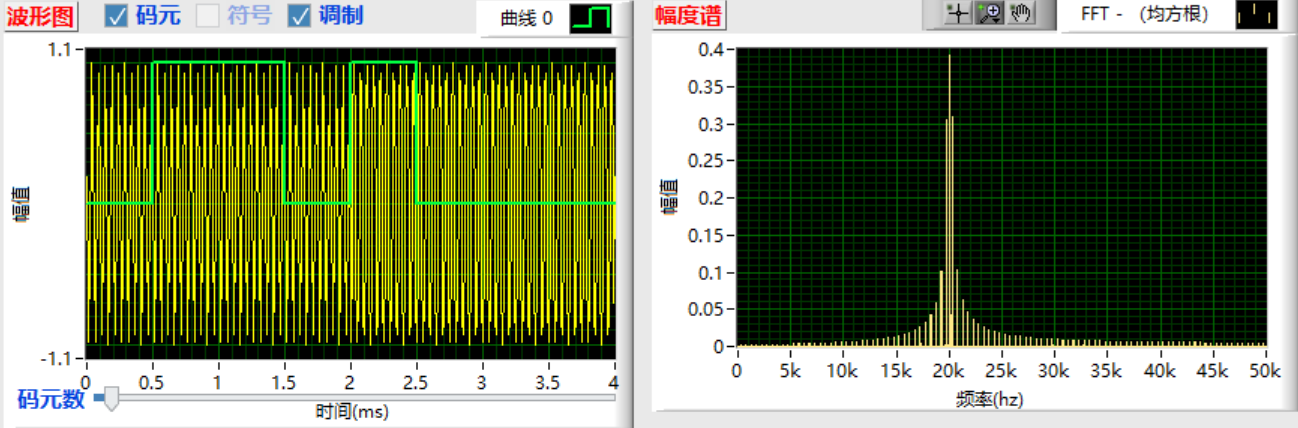 波形图 码元 符号 调制 曲线 0
1.1
幅值
-1.1
0 0.5 1 1.5 2 2.5 3 3.5 4
码元数 时间(ms)
幅度谱 FFT - （均方根）
0.4
0.35
0.3
0.25
0.2
0.15
0.1
0.05
0
幅值
0 5k 10k 15k 20k 25k 30k 35k 40k 45k 50k
频率(hz)